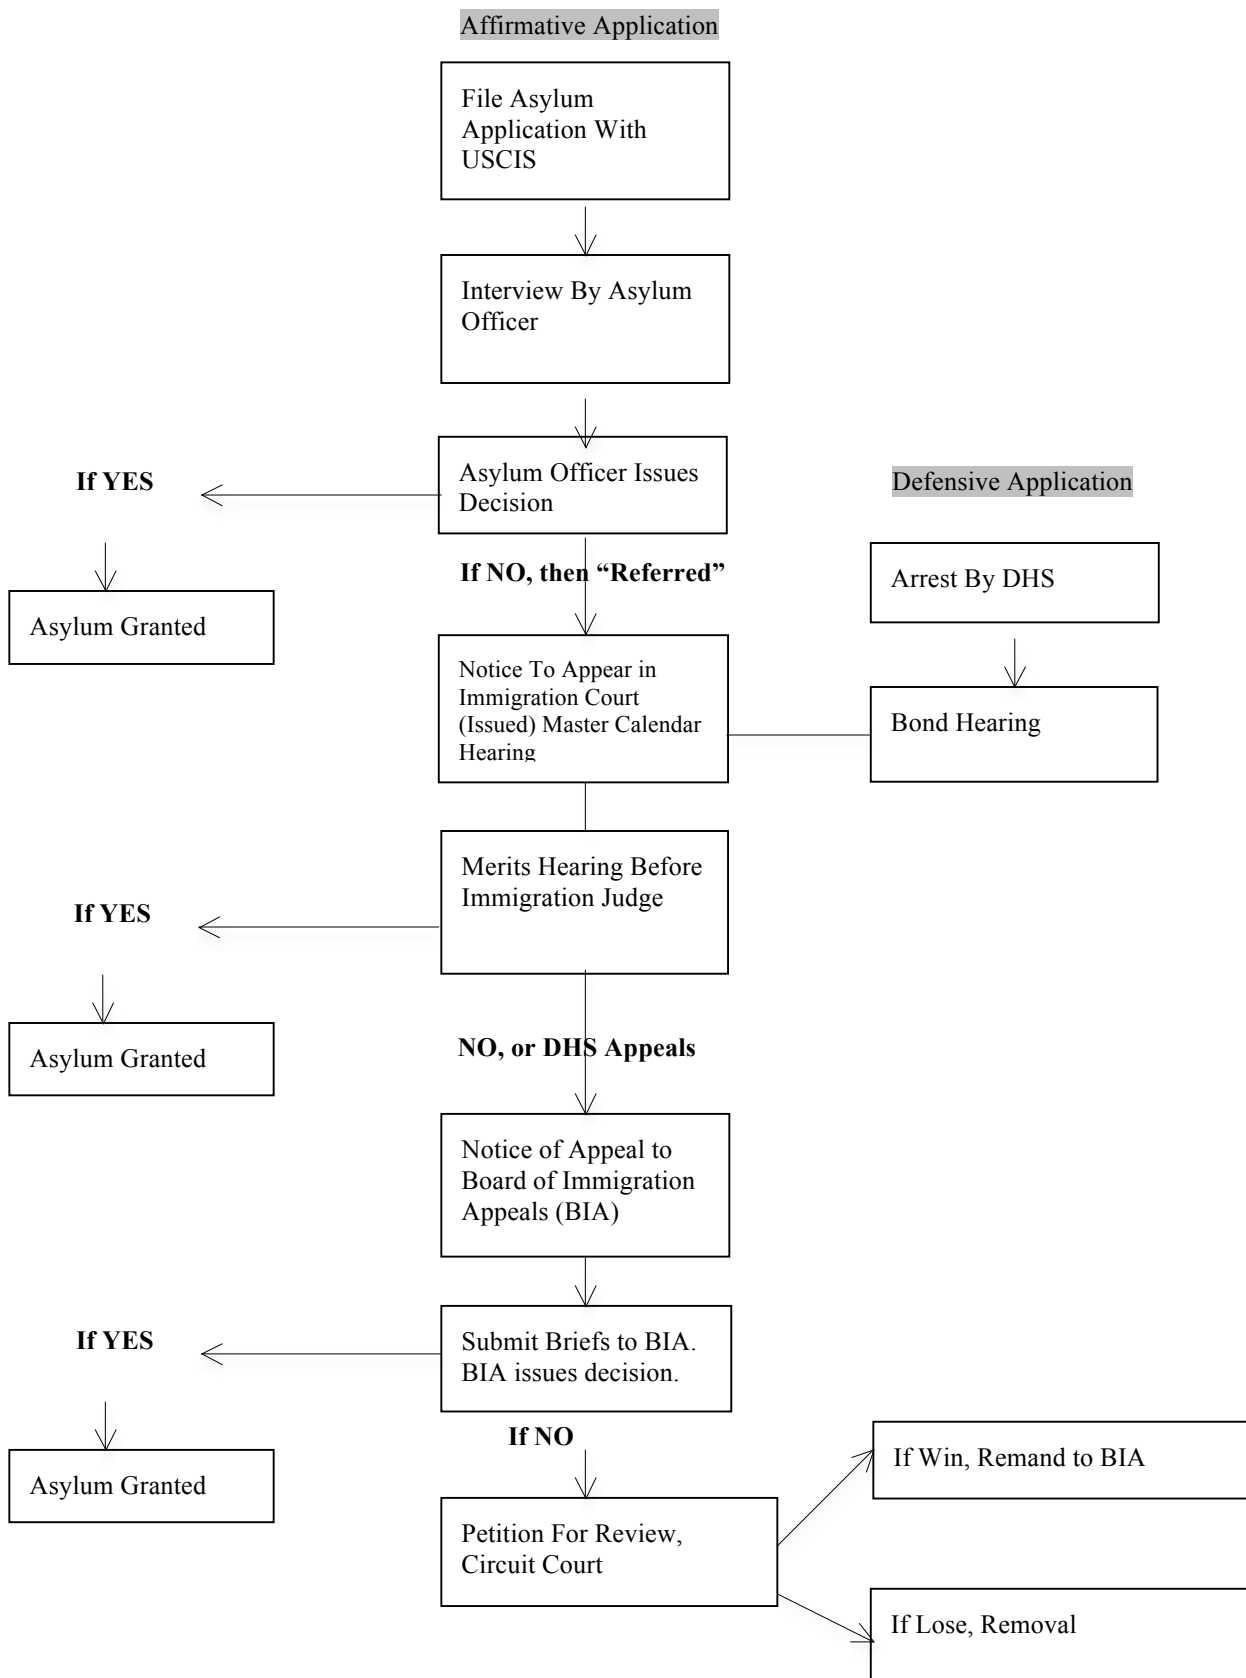 Affirmative Application
File Asylum
Application With
USCIS
Interview By Asylum
Officer
If YES
Asylum Officer Issues
Decision
Defensive Application
If NO, then “Referred”
Arrest By DHS
Asylum Granted
Notice To Appear in
Immigration Court
(Issued) Master Calendar
Hearing
Bond Hearing
Merits Hearing Before
Immigration Judge
If YES
Asylum Granted
NO, or DHS Appeals
Notice of Appeal to
Board of Immigration
Appeals (BIA)
If YES
Submit Briefs to BIA.
BIA issues decision.
If NO
Asylum Granted
If Win, Remand to BIA
Petition For Review,
Circuit Court
If Lose, Removal